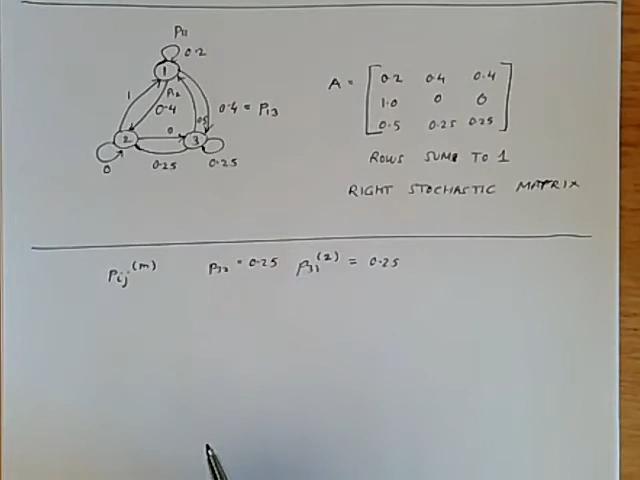 P11
0.2
1
1 P12
0.4 0.4 = P13
0.5
2 0 3
0 0.25 0.25
A = [ 0.2 0.4 0.4
1.0 0 0
0.5 0.25 0.25 ]
ROWS SUM TO 1
RIGHT STOCHASTIC MATRIX
Pij(m) P32 = 0.25 P31(2) = 0.25